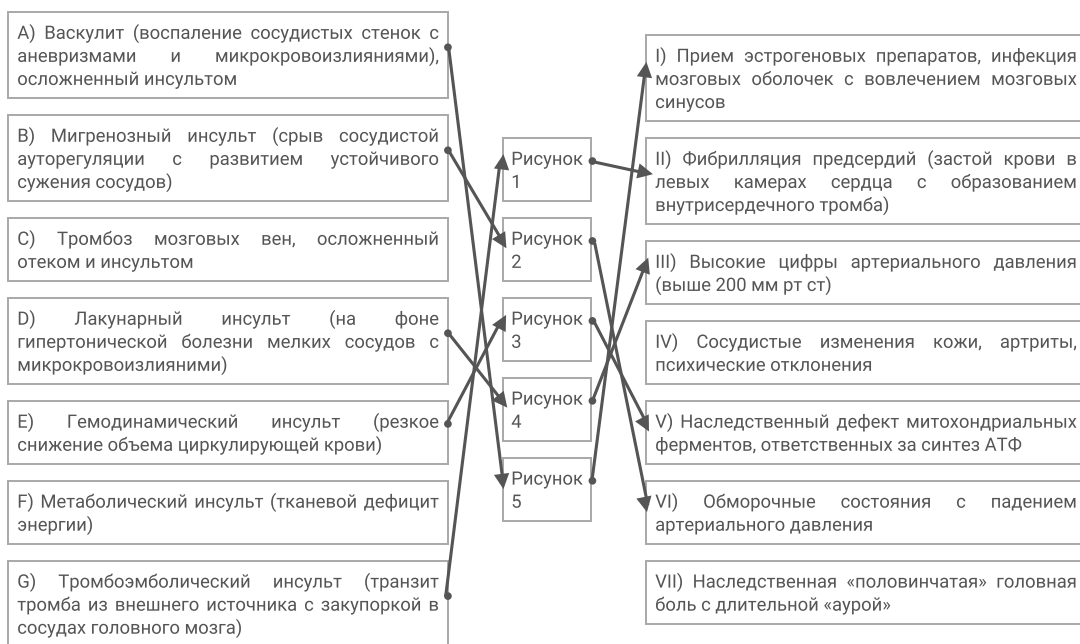 A) Васкулит (воспаление сосудистых стенок с
аневризмами и микрокровоизлияниями),
осложненный инсультом
B) Мигренозный инсульт (срыв сосудистой
ауторегуляции с развитием устойчивого
сужения сосудов)
C) Тромбоз мозговых вен, осложненный
отеком и инсультом
D) Лакунарный инсульт (на фоне
гипертонической болезни мелких сосудов с
микрокровоизлияними)
E) Гемодинамический инсульт (резкое
снижение объема циркулирующей крови)
F) Метаболический инсульт (тканевой дефицит
энергии)
G) Тромбоэмболический инсульт (транзит
тромба из внешнего источника с закупоркой в
сосудах головного мозга)
Рисунок
1
Рисунок
2
Рисунок
3
Рисунок
4
Рисунок
5
I) Прием эстрогеновых препаратов, инфекция
мозговых оболочек с вовлечением мозговых
синусов
II) Фибрилляция предсердий (застой крови в
левых камерах сердца с образованием
внутрисердечного тромба)
III) Высокие цифры артериального давления
(выше 200 мм рт ст)
IV) Сосудистые изменения кожи, артриты,
психические отклонения
V) Наследственный дефект митохондриальных
ферментов, ответственных за синтез АТФ
VI) Обморочные состояния с падением
артериального давления
VII) Наследственная «половинчатая» головная
боль с длительной «аурой»